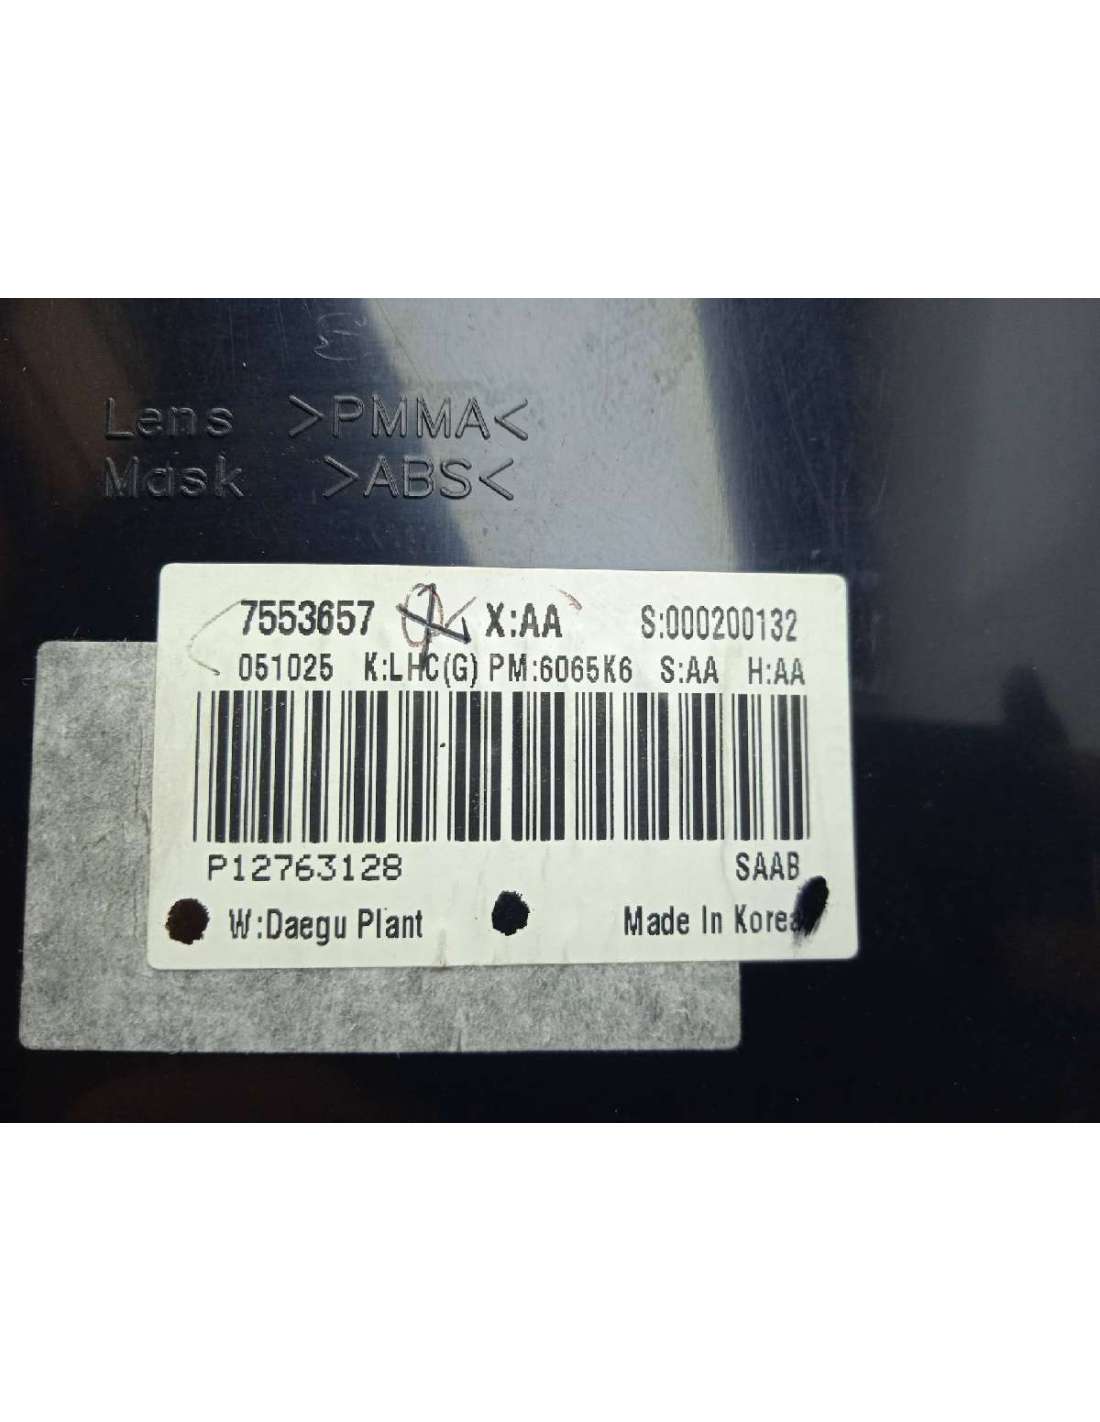 Lens >PMMA<
Mask >ABS<
7553657 X:AA S:000200132
051025 K:LHC(G) PM:6065K6 S:AA H:AA
P12763128 SAAB
W:Daegu Plant Made In Korea